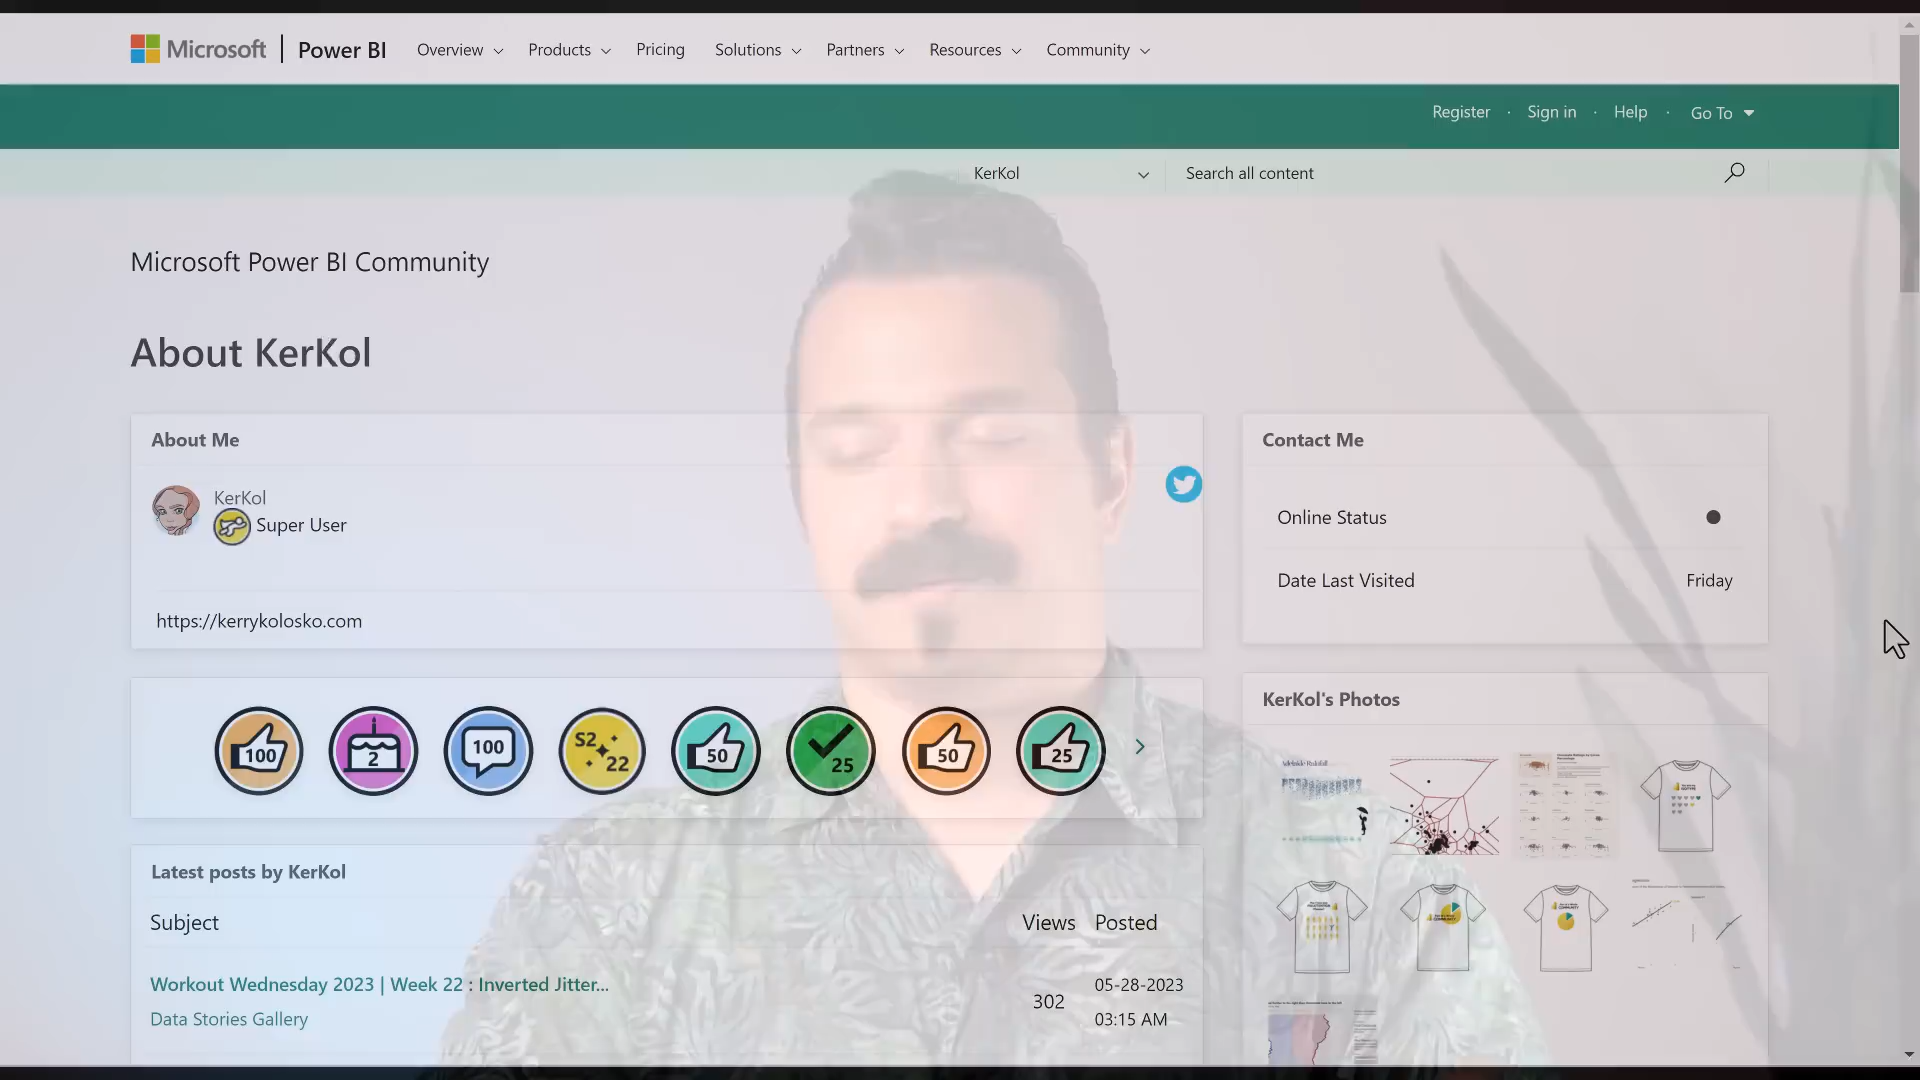 Microsoft | Power BI Overview Products Pricing Solutions Partners Resources Community
Register · Sign in · Help · Go To
KerKol Search all content
Microsoft Power BI Community
About KerKol
About Me
KerKol
Super User
https://kerrykolosko.com
Contact Me
Online Status
Date Last Visited Friday
100 2 100 S2 22 50 25 50 25
KerKol's Photos
Latest posts by KerKol
Subject Views Posted
Workout Wednesday 2023 | Week 22 : Inverted Jitter...
Data Stories Gallery
302
05-28-2023
03:15 AM